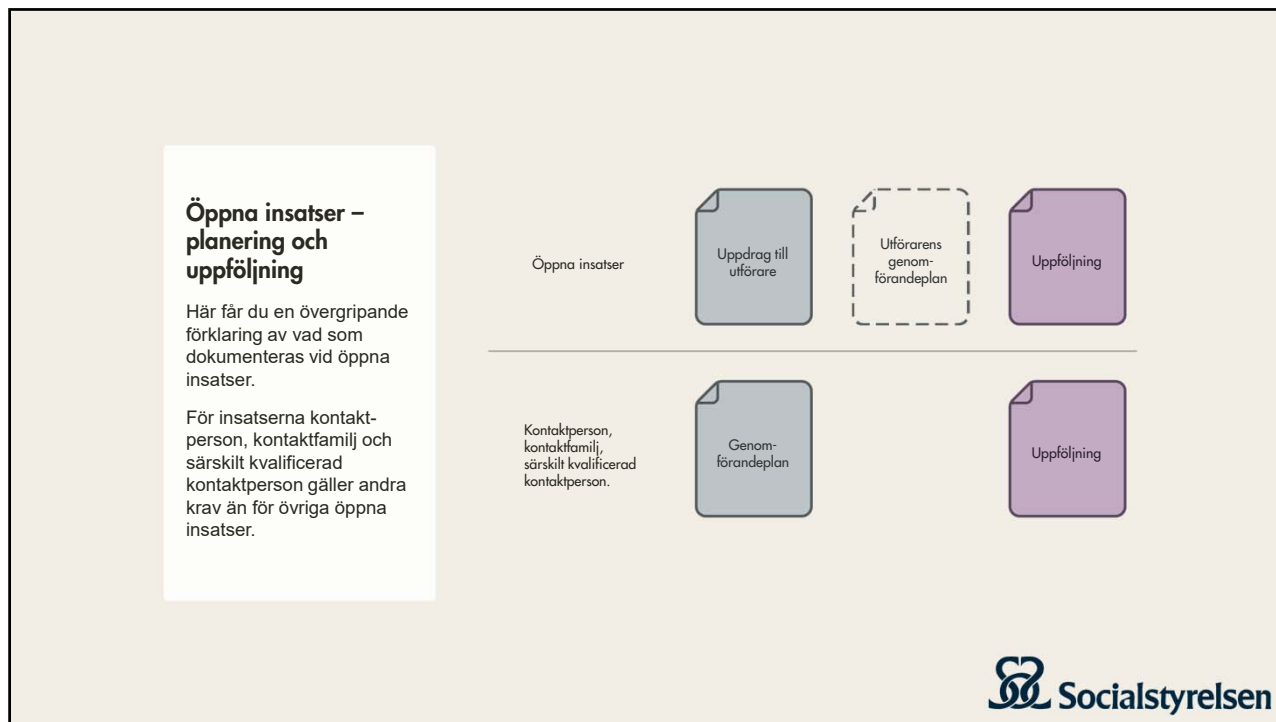 Öppna insatser –
planering och
uppföljning
Här får du en övergripande
förklaring av vad som
dokumenteras vid öppna
insatser.
För insatserna kontakt-
person, kontaktfamilj och
särskilt kvalificerad
kontaktperson gäller andra
krav än för övriga öppna
insatser.
Öppna insatser
Uppdrag till
utförare
Utförarens
genom-
förandeplan
Uppföljning
Kontaktperson,
kontaktfamilj,
särskilt kvalificerad
kontaktperson.
Genom-
förandeplan
Uppföljning
Socialstyrelsen